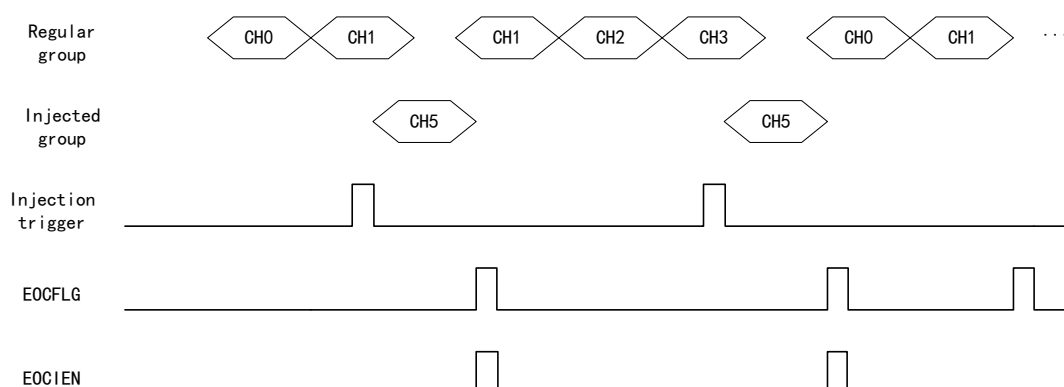 Regular
group
CH0 CH1 CH1 CH2 CH3 CH0 CH1 ...
Injected
group
CH5 CH5
Injection
trigger
EOCFLG
EOCIEN